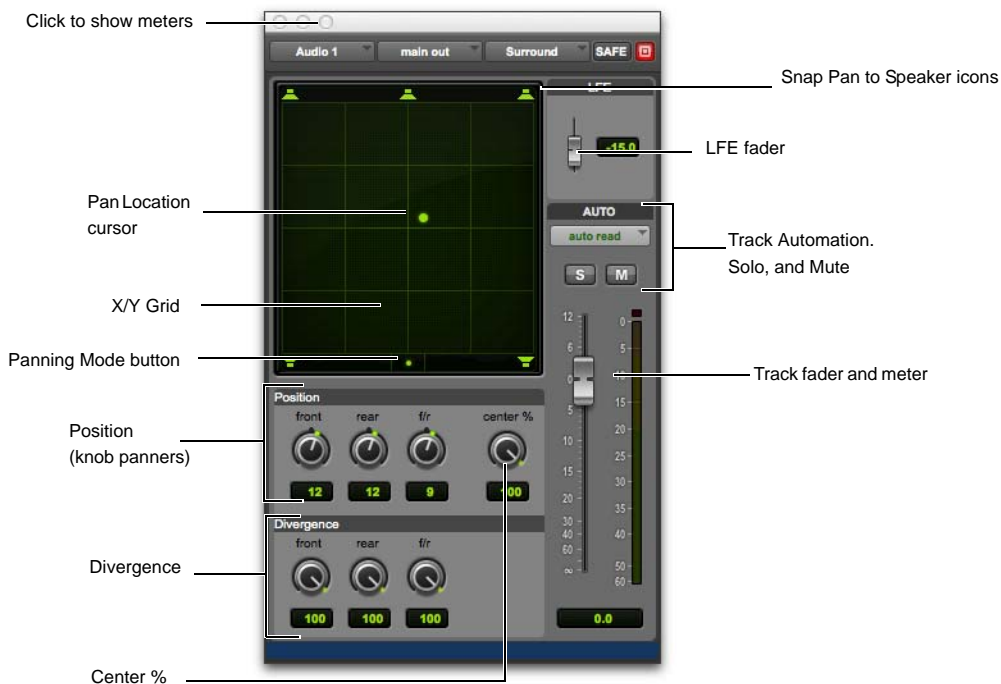 Click to show meters
Audio 1 main out Surround SAFE
Snap Pan to Speaker icons
LFE
-15.0
LFE fader
Pan Location
cursor
AUTO
auto read
Track Automation.
Solo, and Mute
S M
X/Y Grid
Panning Mode button
12
6
0
5
10
15
20
30
40
60
∞
0
5
10
15
20
25
30
35
40
50
60
Track fader and meter
0.0
Position
front rear f/r center %
12 12 9 100
Position
(knob panners)
Divergence
front rear f/r
100 100 100
Divergence
Center %